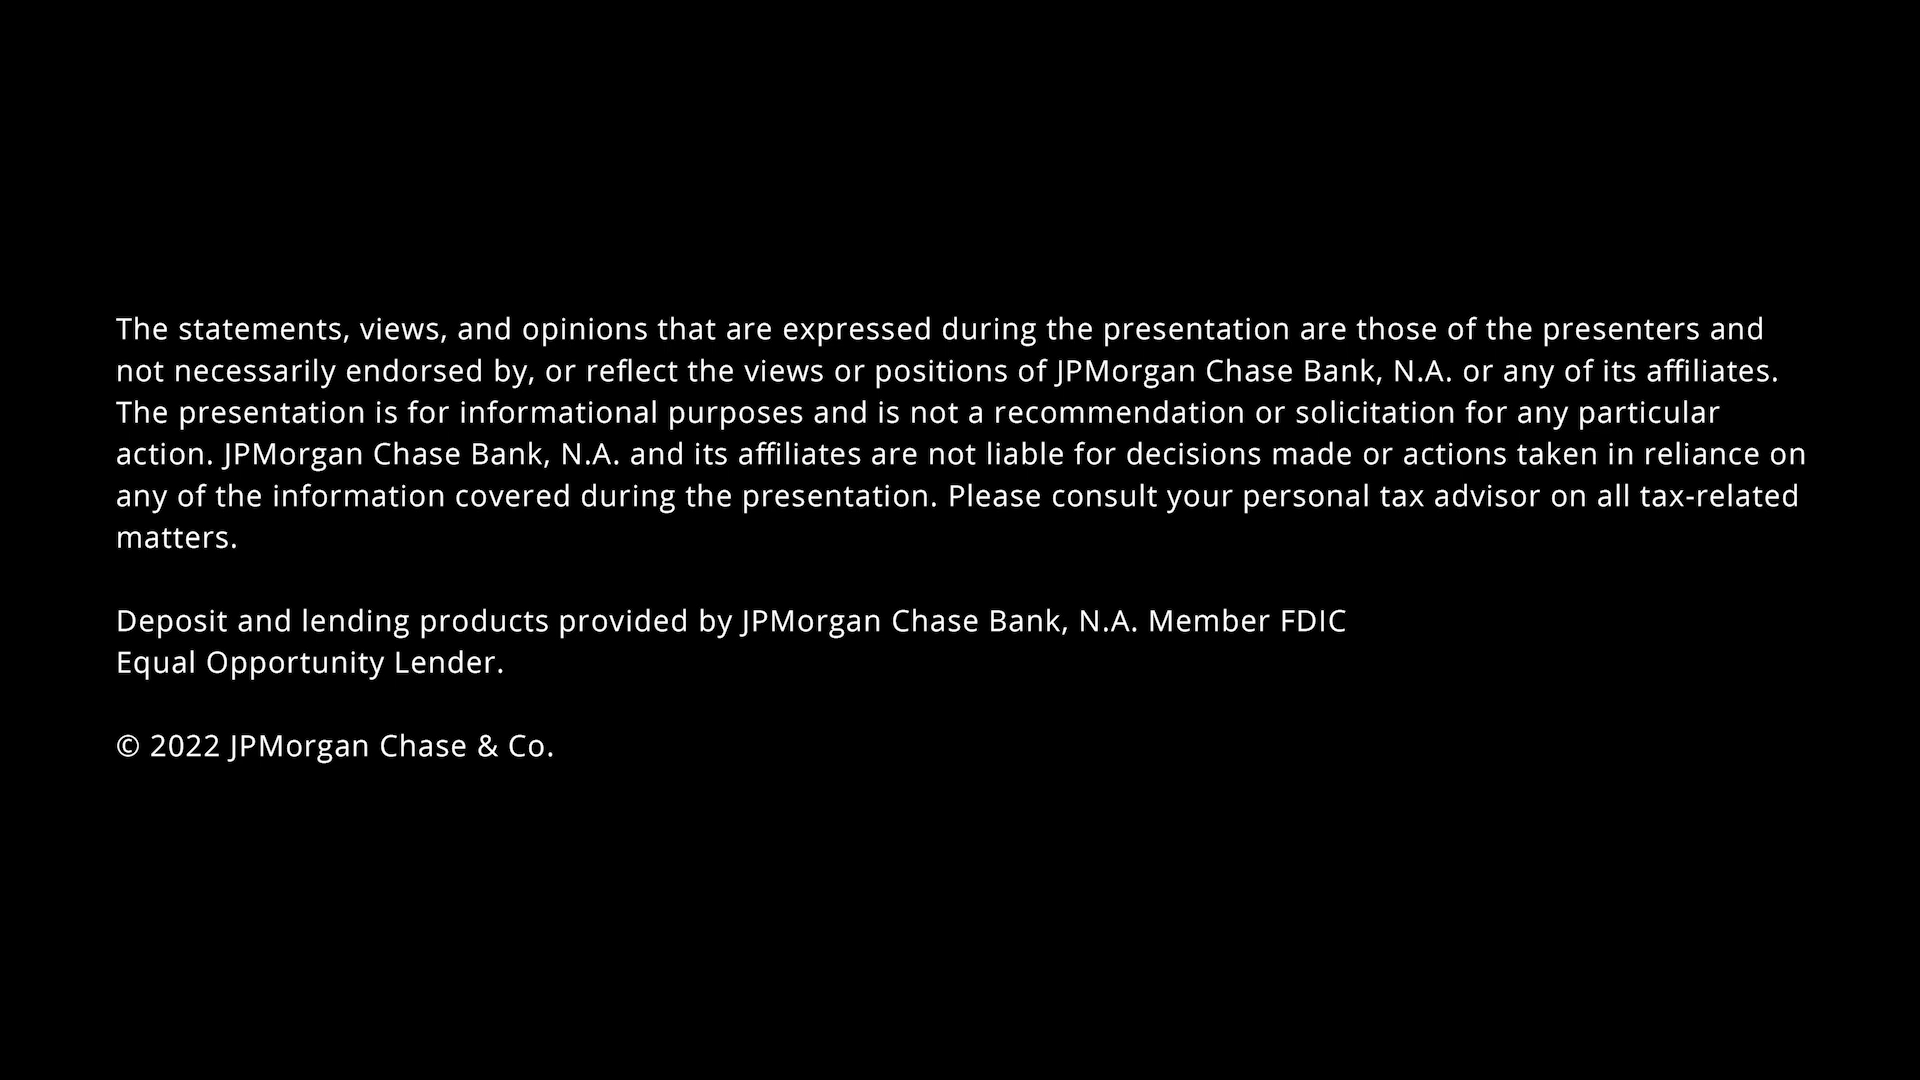 The statements, views, and opinions that are expressed during the presentation are those of the presenters and
not necessarily endorsed by, or reflect the views or positions of JPMorgan Chase Bank, N.A. or any of its affiliates.
The presentation is for informational purposes and is not a recommendation or solicitation for any particular
action. JPMorgan Chase Bank, N.A. and its affiliates are not liable for decisions made or actions taken in reliance on
any of the information covered during the presentation. Please consult your personal tax advisor on all tax-related
matters.
Deposit and lending products provided by JPMorgan Chase Bank, N.A. Member FDIC
Equal Opportunity Lender.
© 2022 JPMorgan Chase & Co.